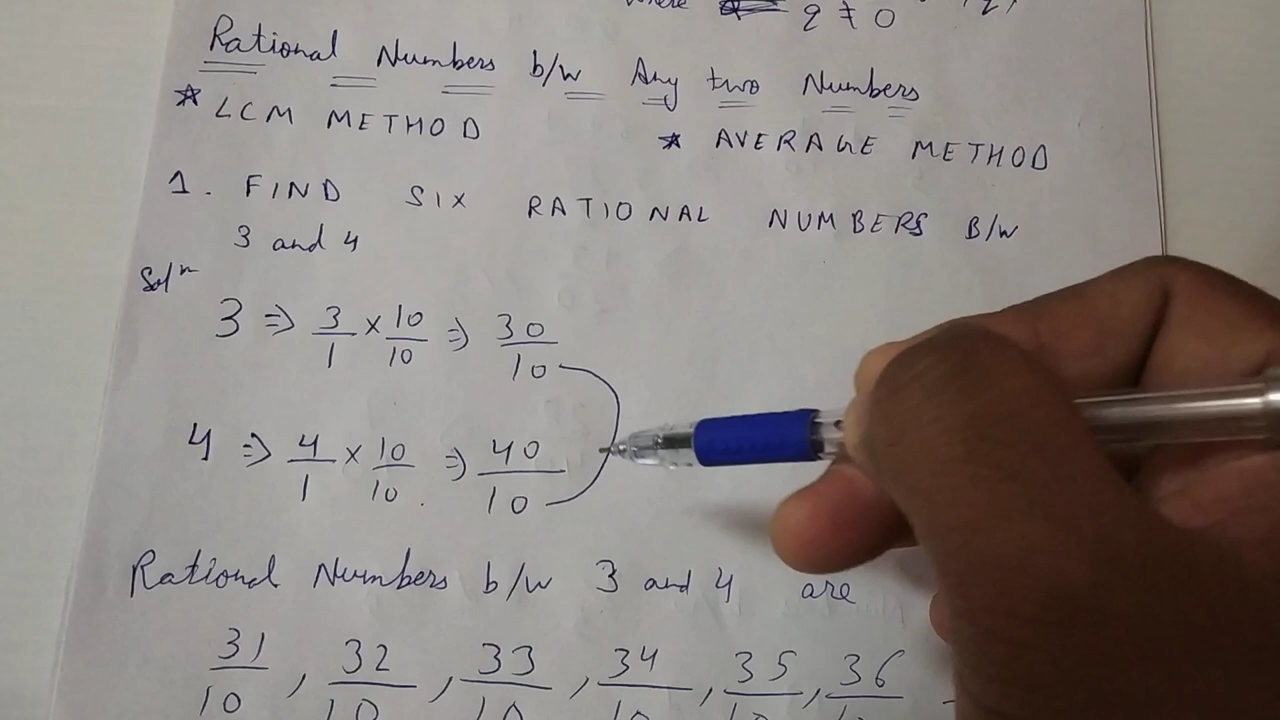 where q ≠ 0
Rational Numbers b/w Any two Numbers
* LCM METHOD * AVERAGE METHOD
1. FIND SIX RATIONAL NUMBERS B/W
3 and 4
Solⁿ
3 ⇒ 3/1 × 10/10 ⇒ 30/10
4 ⇒ 4/1 × 10/10 ⇒ 40/10
Rational Numbers b/w 3 and 4 are
31/10 , 32/10 , 33/10 , 34/10 , 35/10 , 36/10